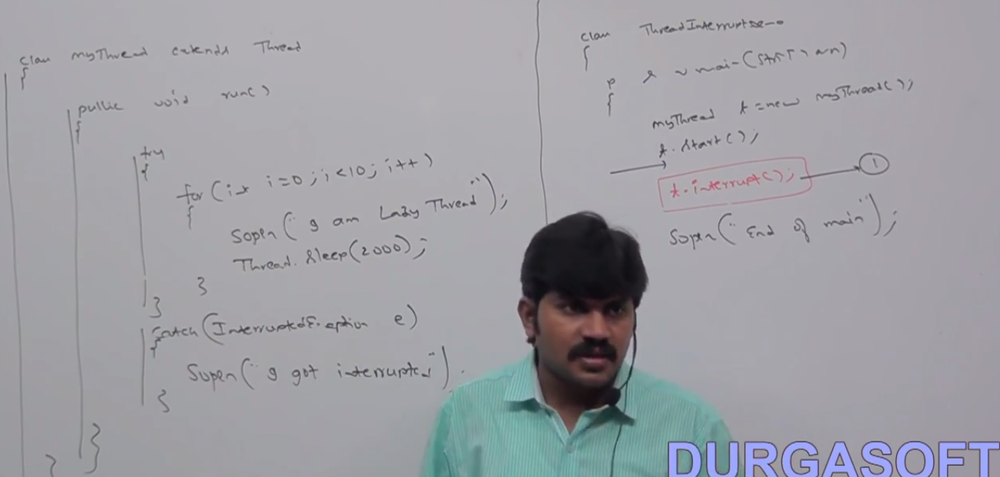 class myThread extends Thread
{
public void run()
{
try
{
for(int i=0;i<10;i++)
{
Sopln("I am Lazy Thread");
Thread.sleep(2000);
}
}
catch(InterruptedException e)
{
Sopln("I got interrupted").
}
}
}
class ThreadInterruptDemo
{
p s v main(String[] args)
{
myThread t=new myThread();
t.start();
t.interrupt();
1
Sopln("End of main");
DURGASOFT